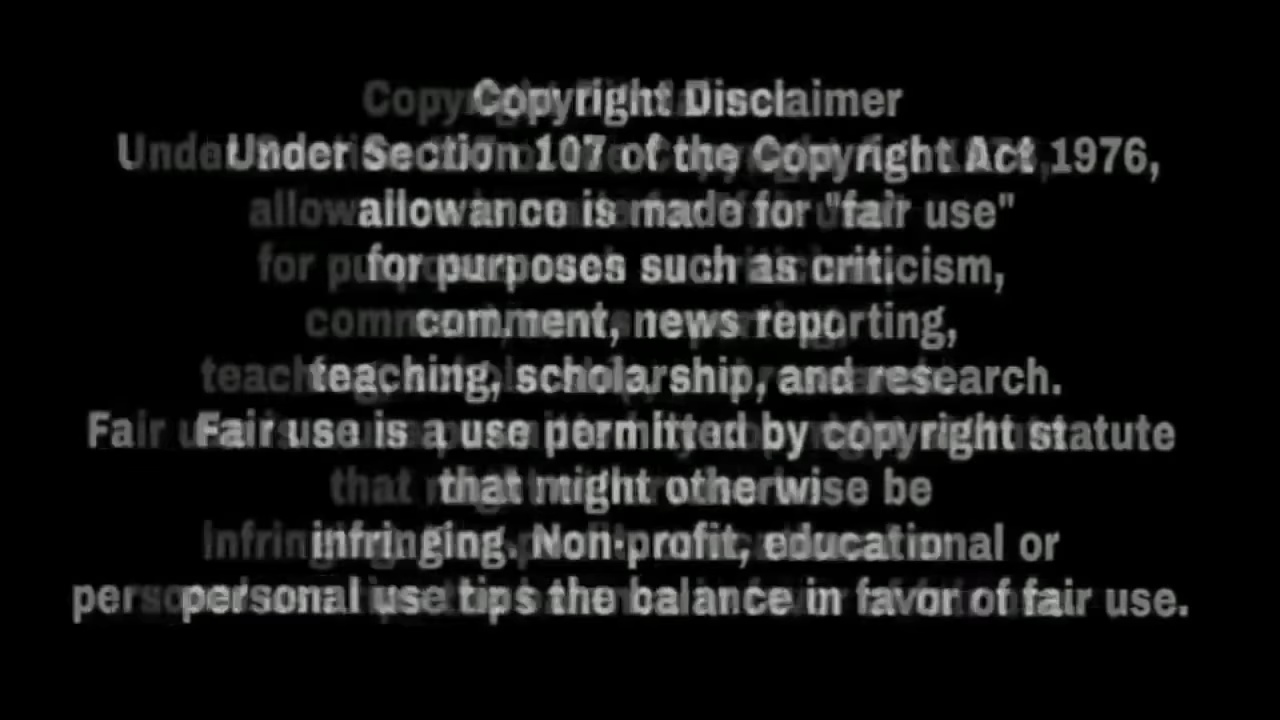 Copyright Disclaimer
Under Section 107 of the Copyright Act 1976,
allowance is made for "fair use"
for purposes such as criticism,
comment, news reporting,
teaching, scholarship, and research.
Fair use is a use permitted by copyright statute
that might otherwise be
infringing. Non-profit, educational or
personal use tips the balance in favor of fair use.